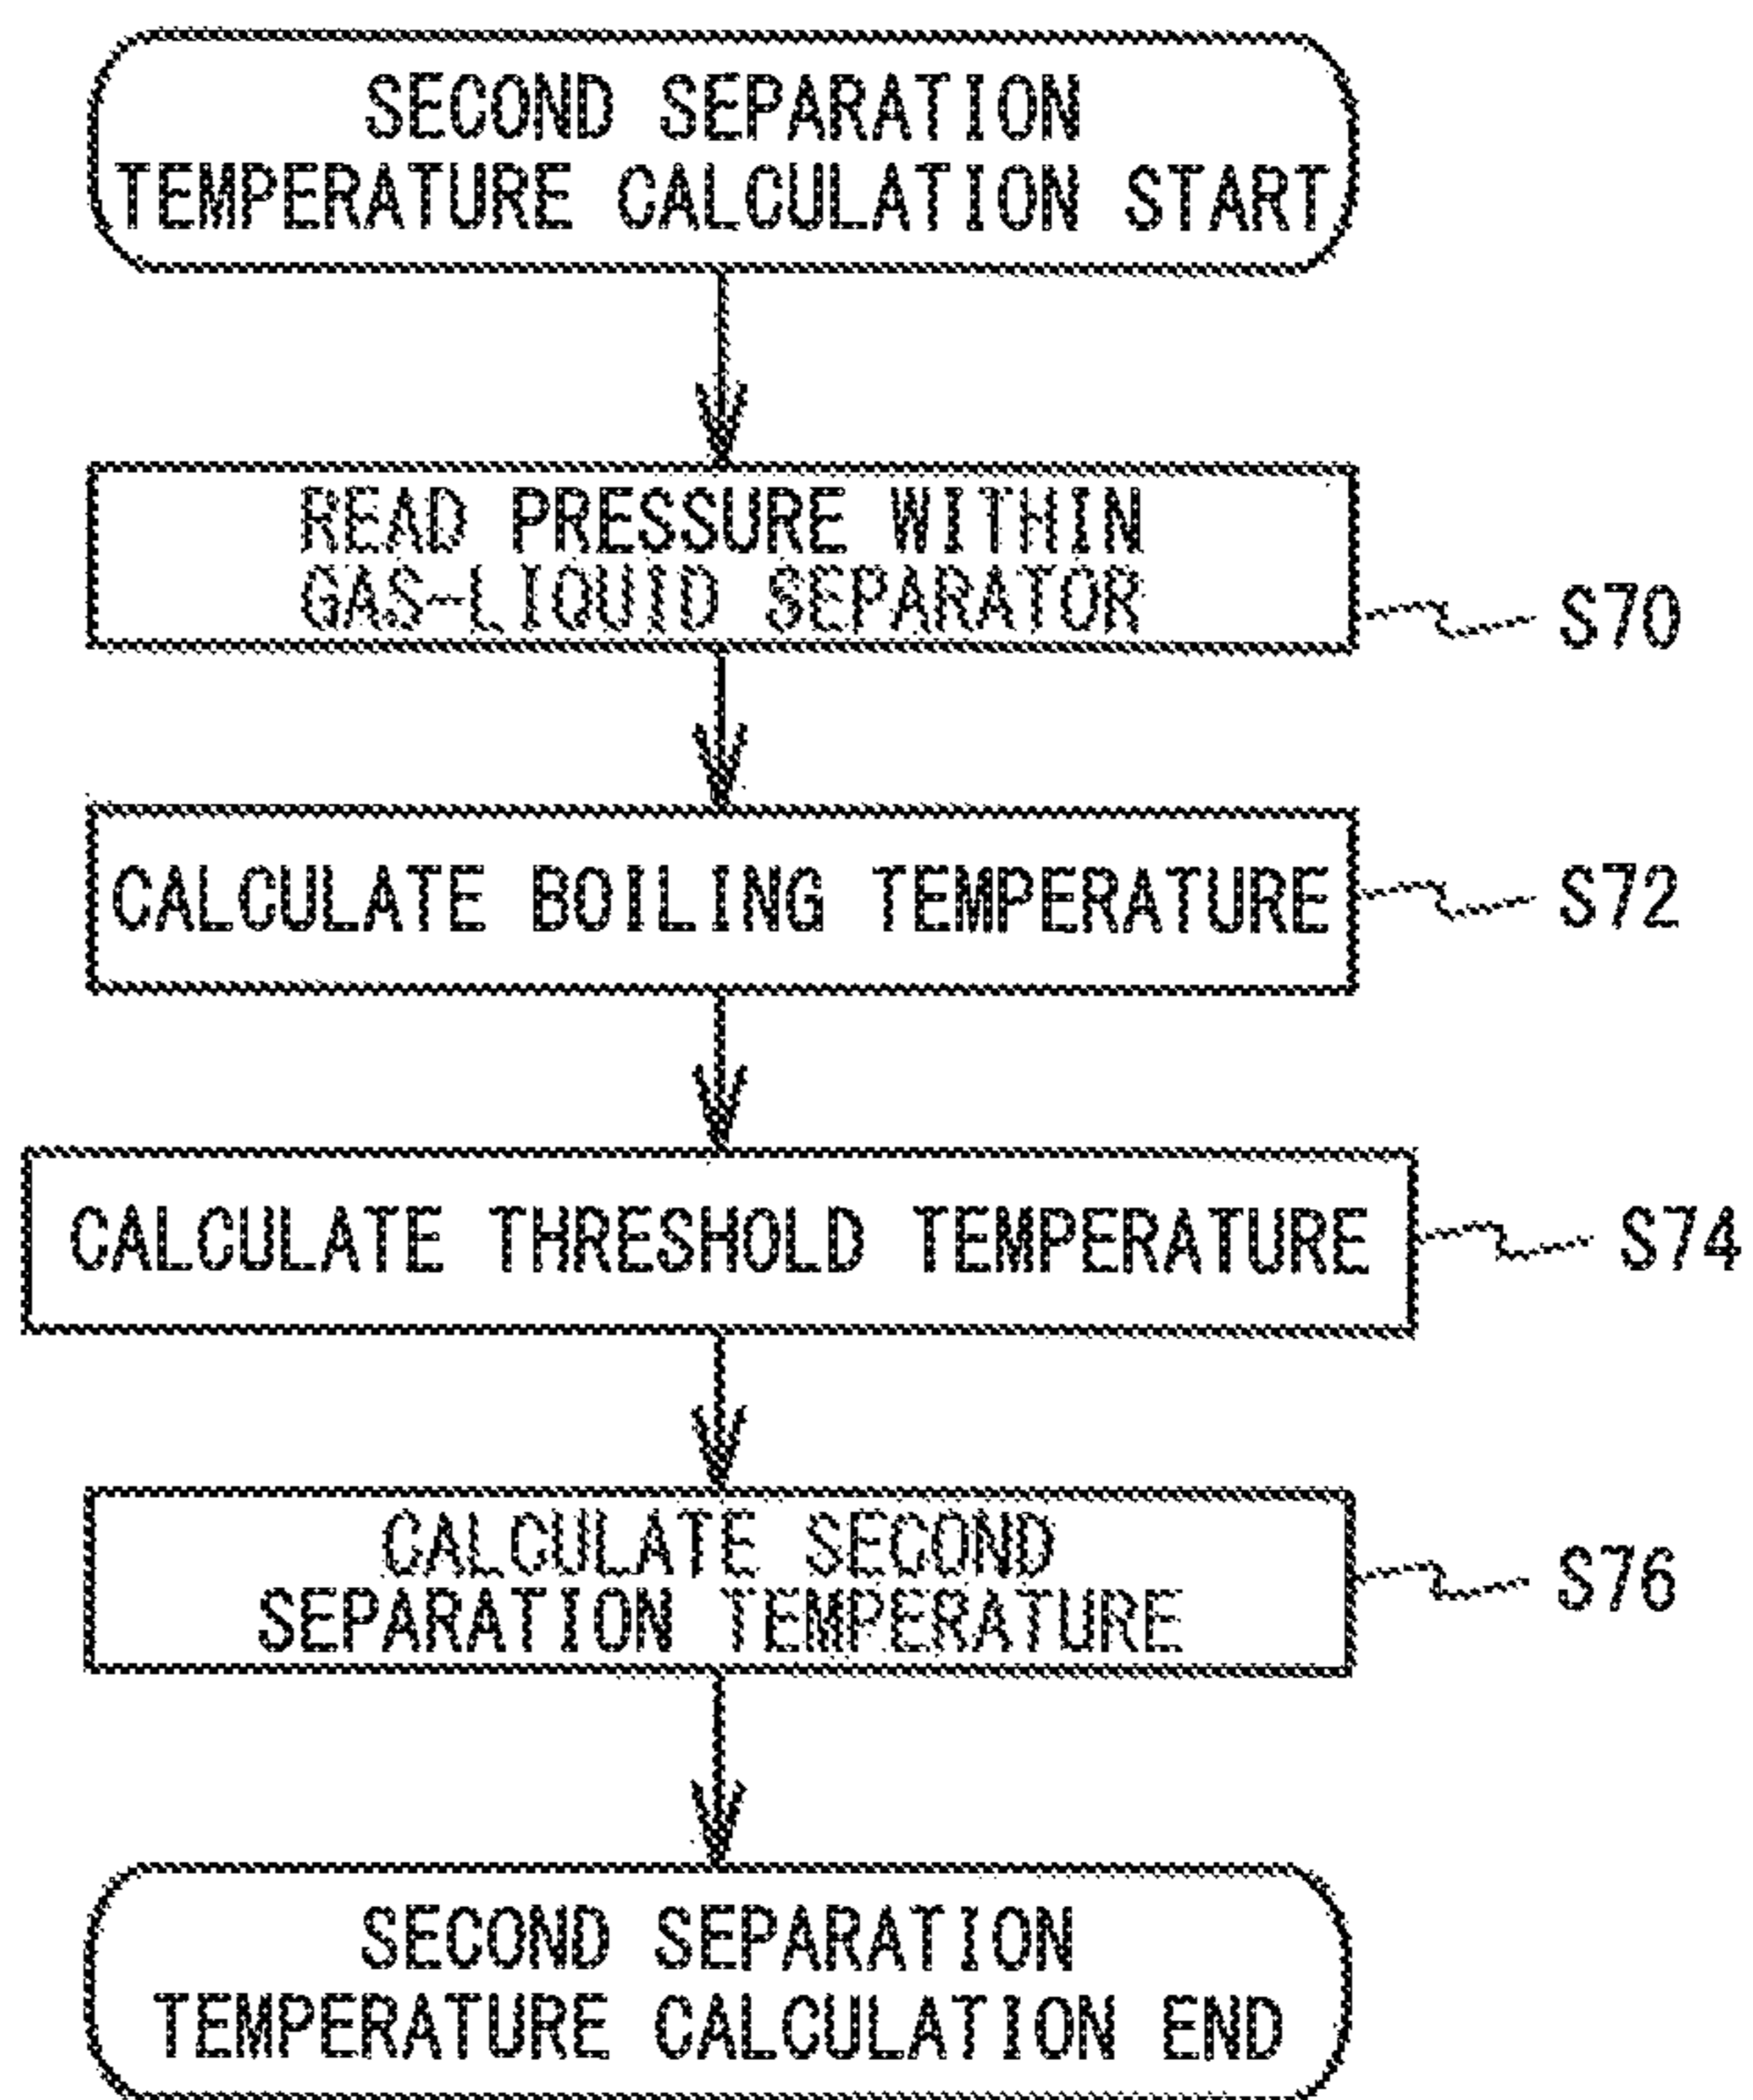 SECOND SEPARATION
TEMPERATURE CALCULATION START
READ PRESSURE WITHIN
GAS-LIQUID SEPARATOR
S70
CALCULATE BOILING TEMPERATURE
S72
CALCULATE THRESHOLD TEMPERATURE
S74
CALCULATE SECOND
SEPARATION TEMPERATURE
S76
SECOND SEPARATION
TEMPERATURE CALCULATION END